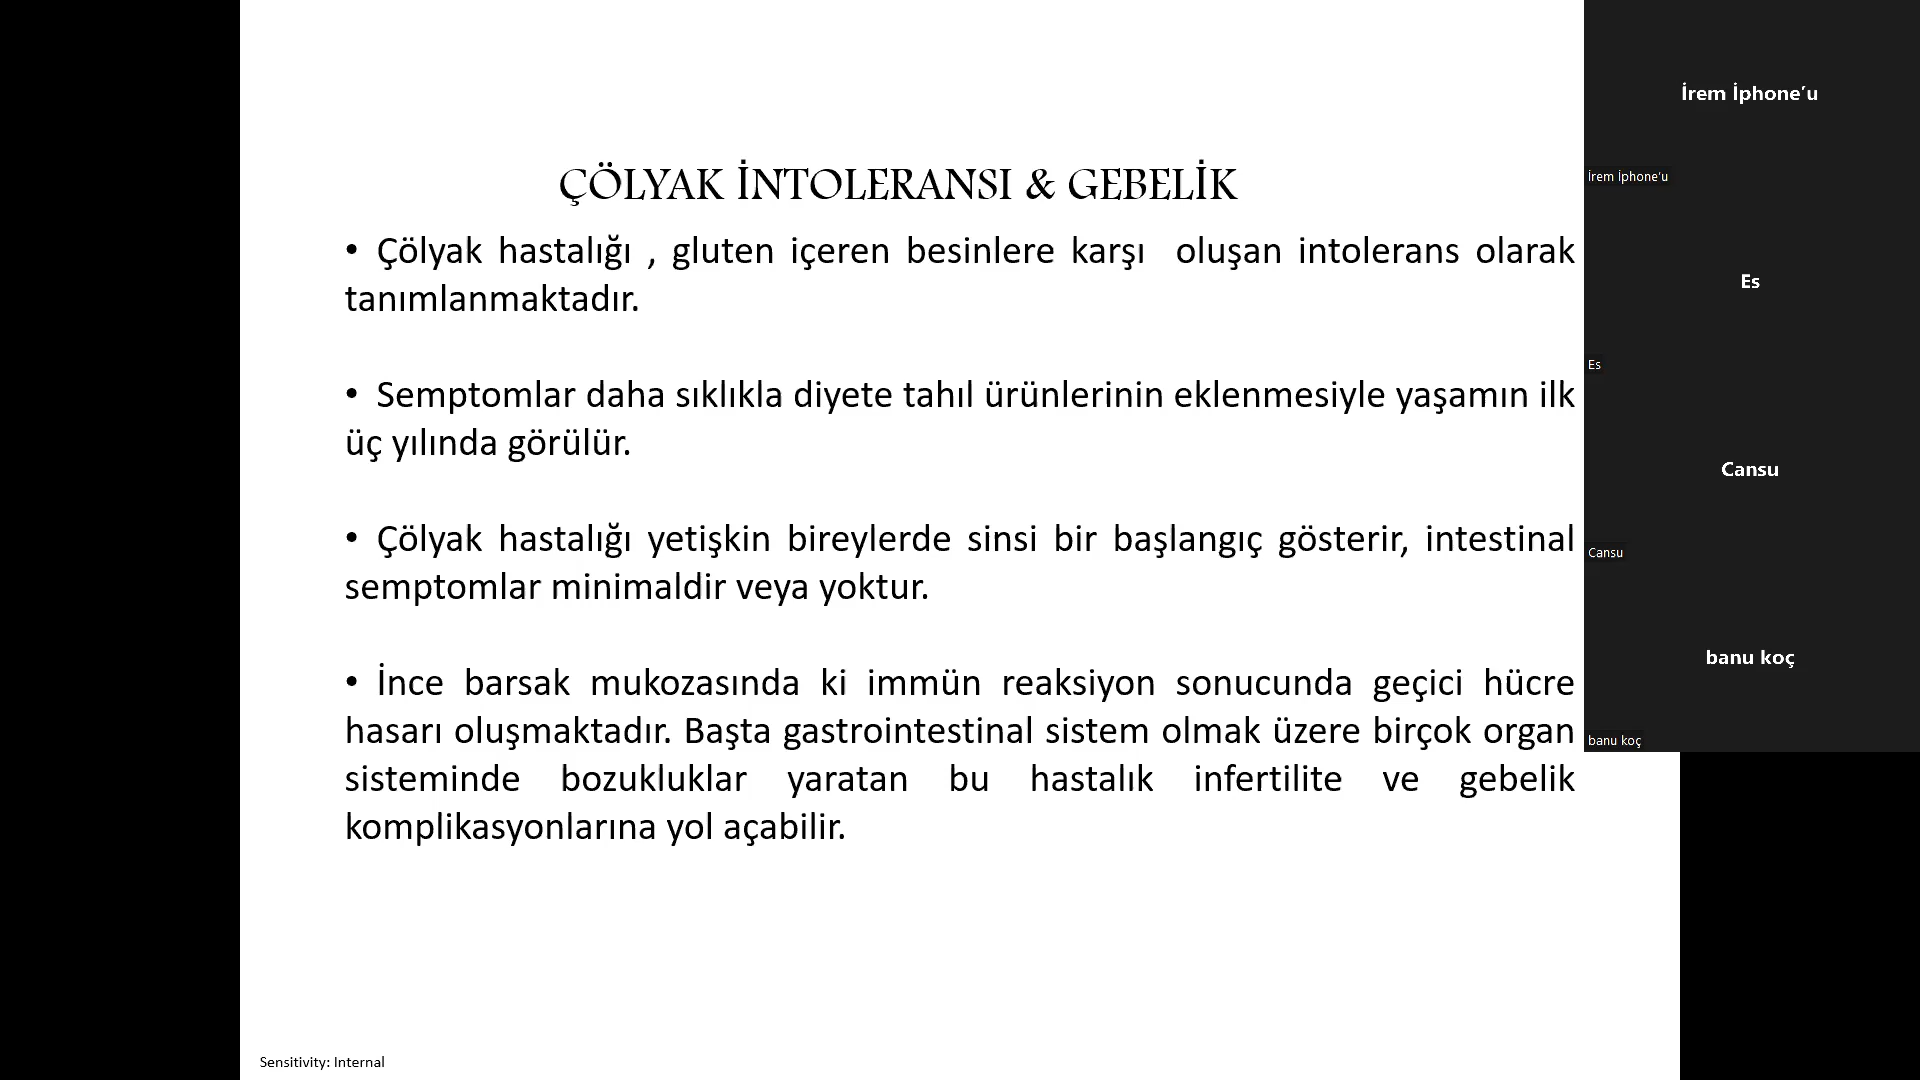 ÇÖLYAK İNTOLERANSI & GEBELİK
• Çölyak hastalığı , gluten içeren besinlere karşı  oluşan intolerans olarak
tanımlanmaktadır.
• Semptomlar daha sıklıkla diyete tahıl ürünlerinin eklenmesiyle yaşamın ilk
üç yılında görülür.
• Çölyak hastalığı yetişkin bireylerde sinsi bir başlangıç gösterir, intestinal
semptomlar minimaldir veya yoktur.
• İnce barsak mukozasında ki immün reaksiyon sonucunda geçici hücre
hasarı oluşmaktadır. Başta gastrointestinal sistem olmak üzere birçok organ
sisteminde bozukluklar yaratan bu hastalık infertilite ve gebelik
komplikasyonlarına yol açabilir.
Sensitivity: Internal
İrem İphone'u
İrem İphone'u
Es
Es
Cansu
Cansu
banu koç
banu koç